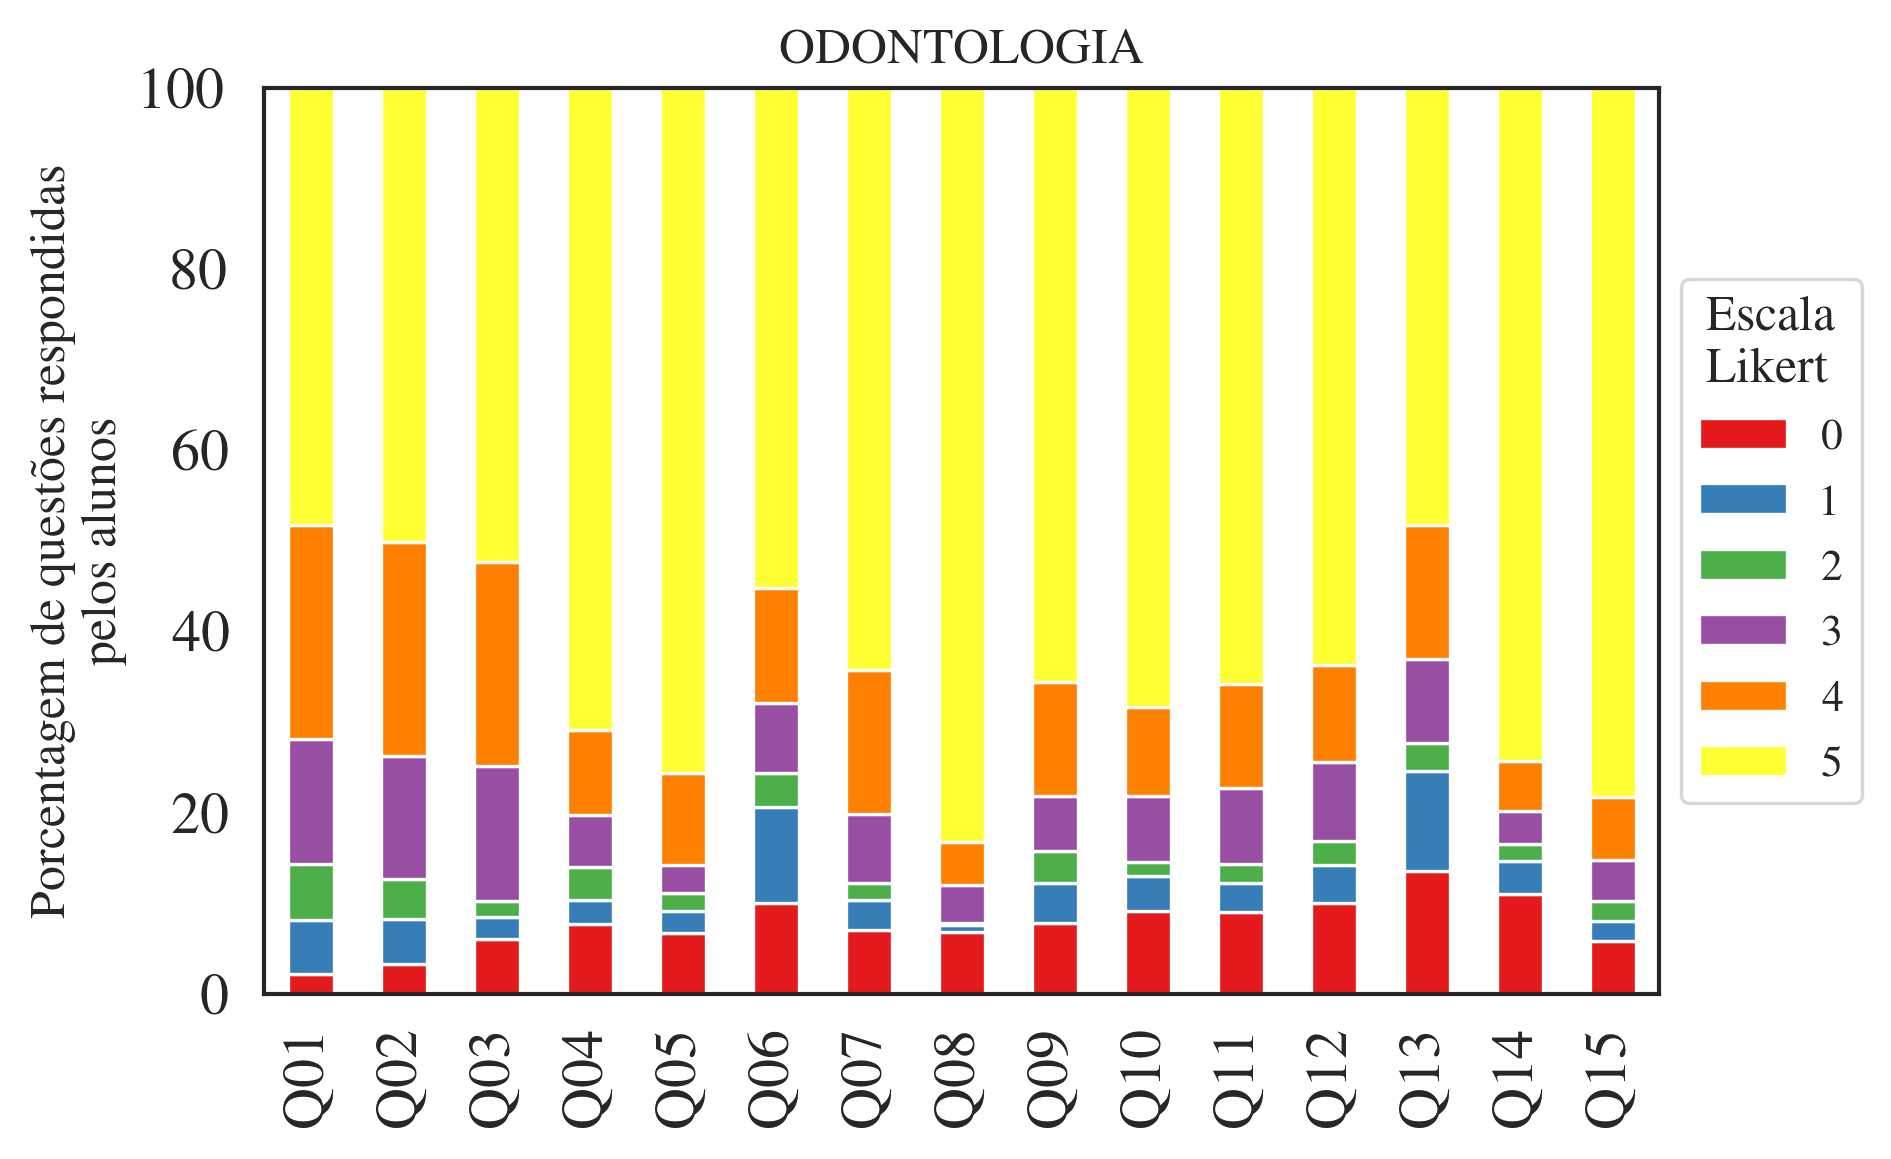 ODONTOLOGIA
Porcentagem de questões respondidas
pelos alunos
100
80
60
40
20
0
Q01
Q02
Q03
Q04
Q05
Q06
Q07
Q08
Q09
Q10
Q11
Q12
Q13
Q14
Q15
Escala
Likert
0
1
2
3
4
5